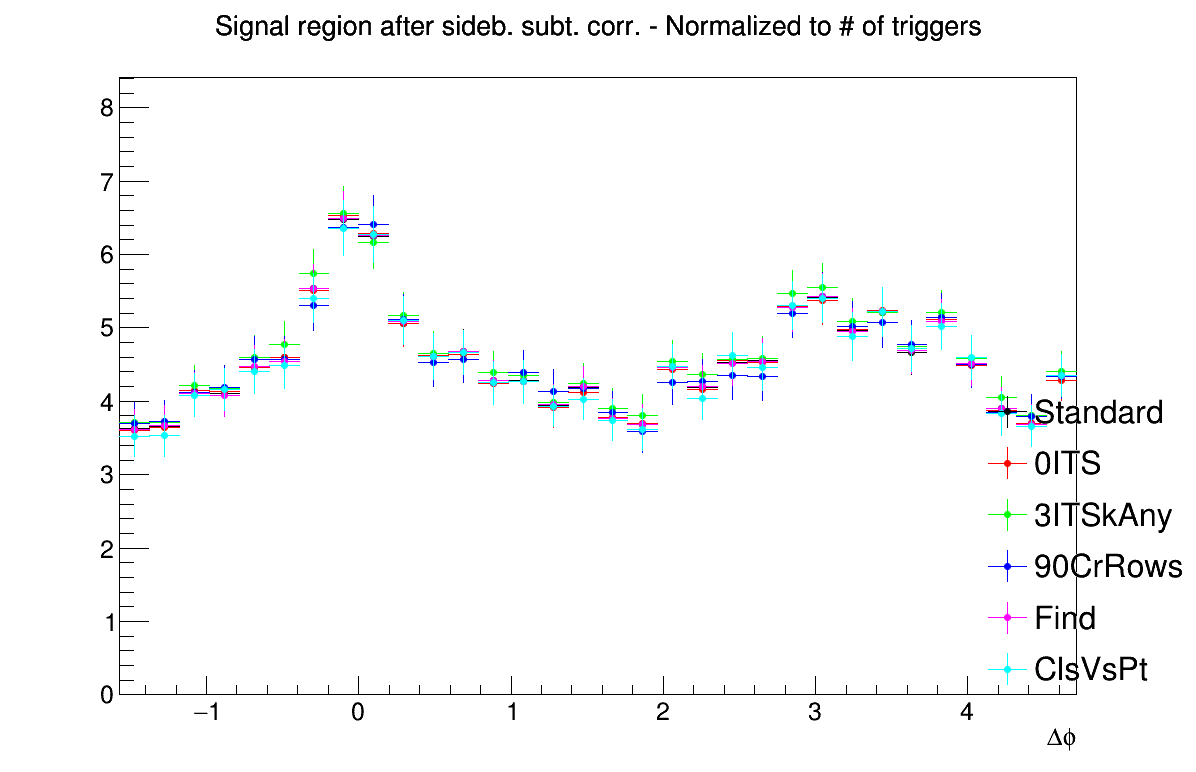 Signal region after sideb. subt. corr. - Normalized to # of triggers
8
7
6
5
4
3
2
1
0
Standard
0ITS
3ITSkAny
90CrRows
Find
ClsVsPt
−1 0 1 2 3 4
Δϕ